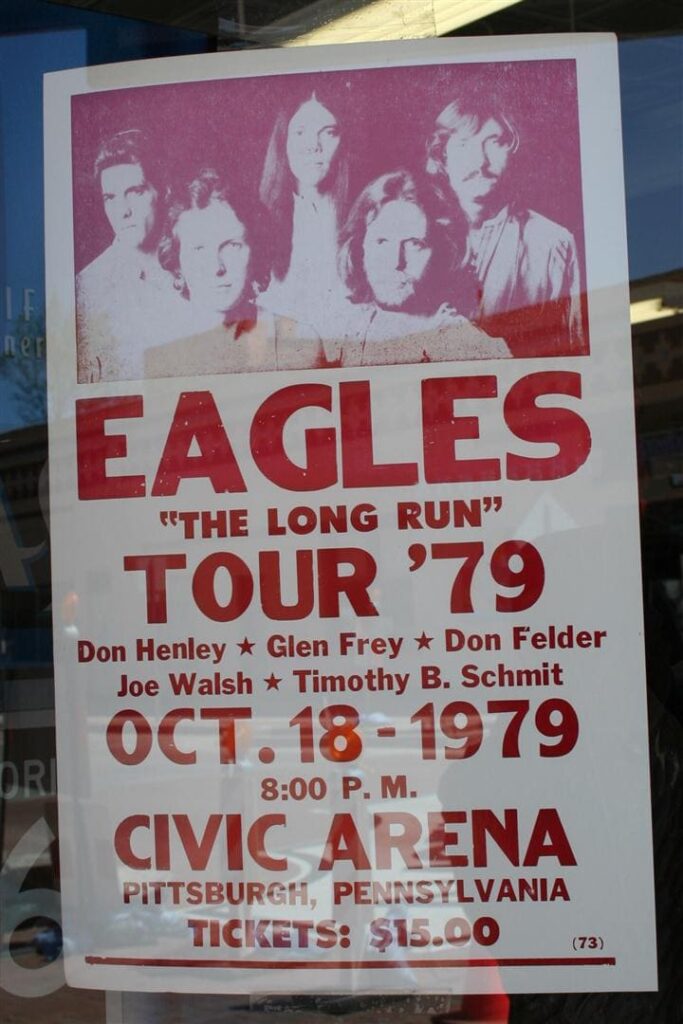 EAGLES
"THE LONG RUN"
TOUR '79
Don Henley ★ Glen Frey ★ Don Felder
Joe Walsh ★ Timothy B. Schmit
OCT. 18 - 1979
8:00 P. M.
CIVIC ARENA
PITTSBURGH, PENNSYLVANIA
TICKETS: $15.00
(73)